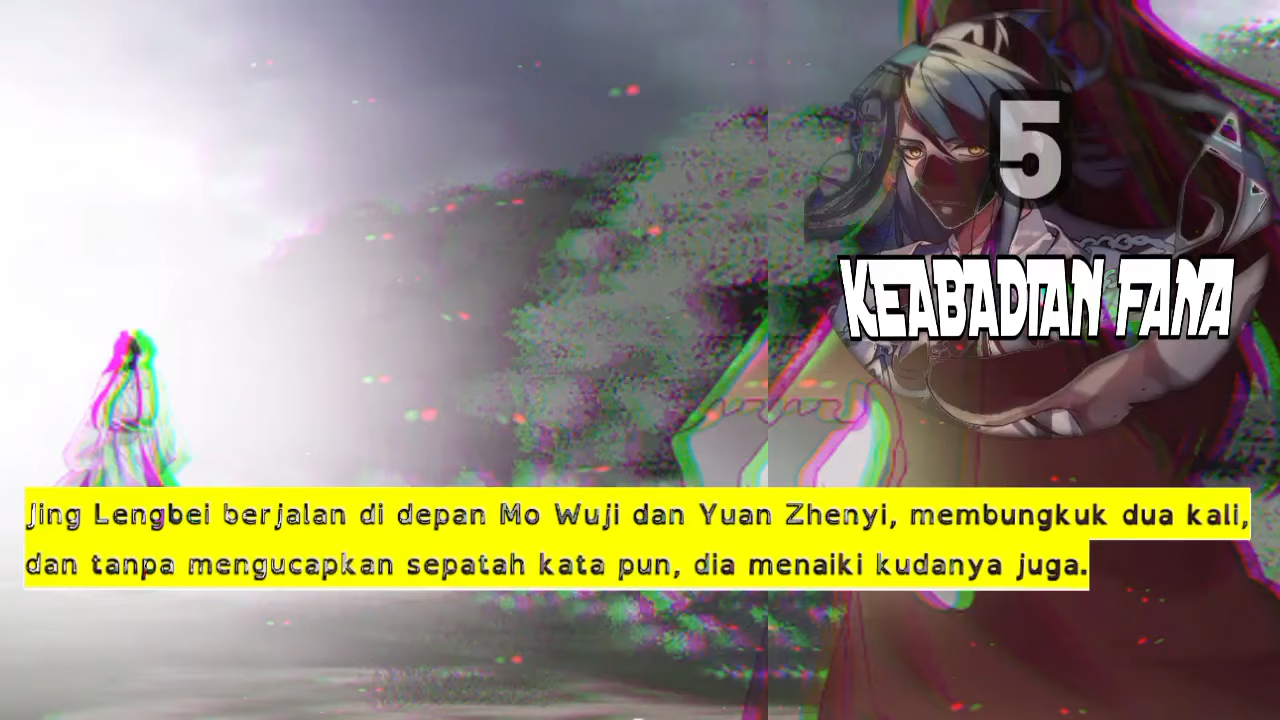 5
KEABADIAN FANA
Jing Lengbei berjalan di depan Mo Wuji dan Yuan Zhenyi, membungkuk dua kali,
dan tanpa mengucapkan sepatah kata pun, dia menaiki kudanya juga.